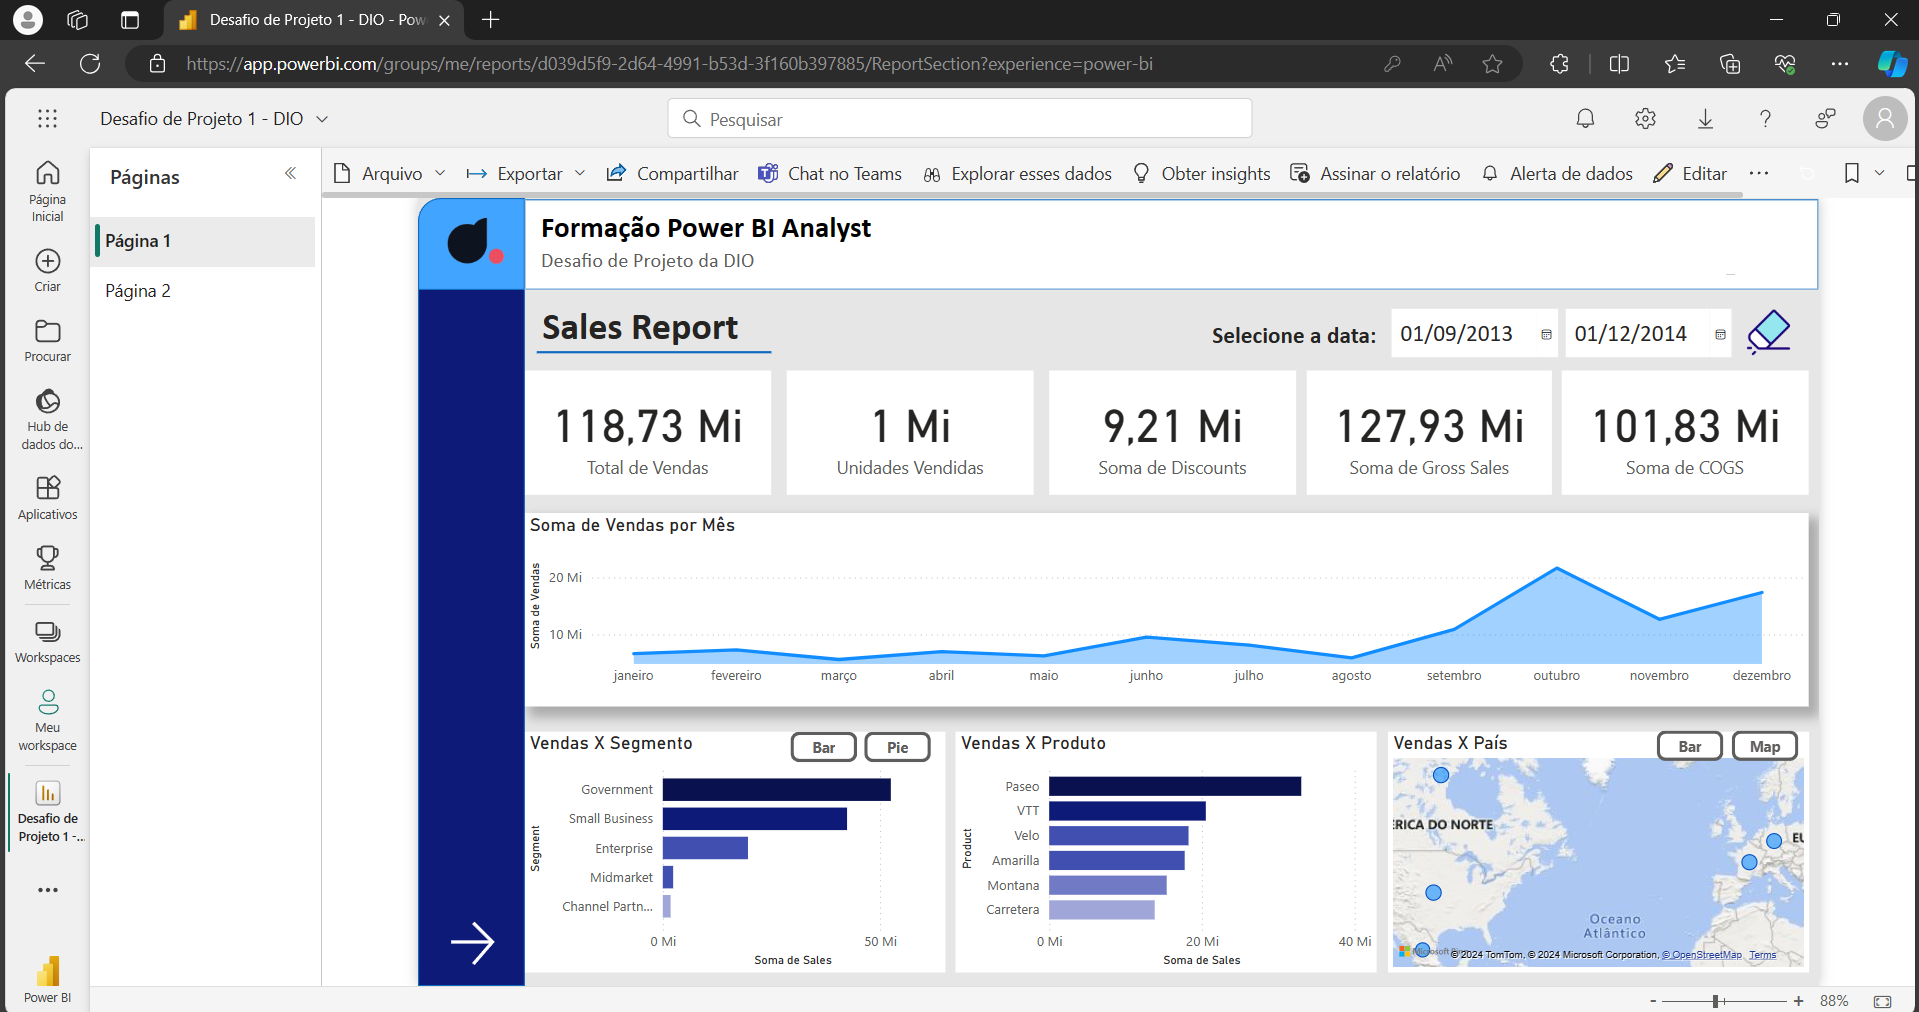 Desafio de Projeto 1 - DIO - Pow
https://app.powerbi.com/groups/me/reports/d039d5f9-2d64-4991-b53d-3f160b397885/ReportSection?experience=power-bi
Desafio de Projeto 1 - DIO
Pesquisar
Página
Inicial
Criar
Procurar
Hub de
dados do...
Aplicativos
Métricas
Workspaces
Meu
workspace
Desafio de
Projeto 1 -...
Power BI
Páginas
Página 1
Página 2
Arquivo
Exportar
Compartilhar
Chat no Teams
Explorar esses dados
Obter insights
Assinar o relatório
Alerta de dados
Editar
Formação Power BI Analyst
Desafio de Projeto da DIO
Sales Report
Selecione a data:
01/09/2013
01/12/2014
118,73 Mi
Total de Vendas
1 Mi
Unidades Vendidas
9,21 Mi
Soma de Discounts
127,93 Mi
Soma de Gross Sales
101,83 Mi
Soma de COGS
Soma de Vendas por Mês
Soma de Vendas
20 Mi
10 Mi
janeiro
fevereiro
março
abril
maio
junho
julho
agosto
setembro
outubro
novembro
dezembro
Vendas X Segmento
Bar
Pie
Segment
Government
Small Business
Enterprise
Midmarket
Channel Partn...
0 Mi
50 Mi
Soma de Sales
Vendas X Produto
Product
Paseo
VTT
Velo
Amarilla
Montana
Carretera
0 Mi
20 Mi
40 Mi
Soma de Sales
Vendas X País
Bar
Map
ÉRICA DO NORTE
EU
Oceano
Atlântico
Microsoft Bing
© 2024 TomTom, © 2024 Microsoft Corporation, © OpenStreetMap Terms
- + 88%